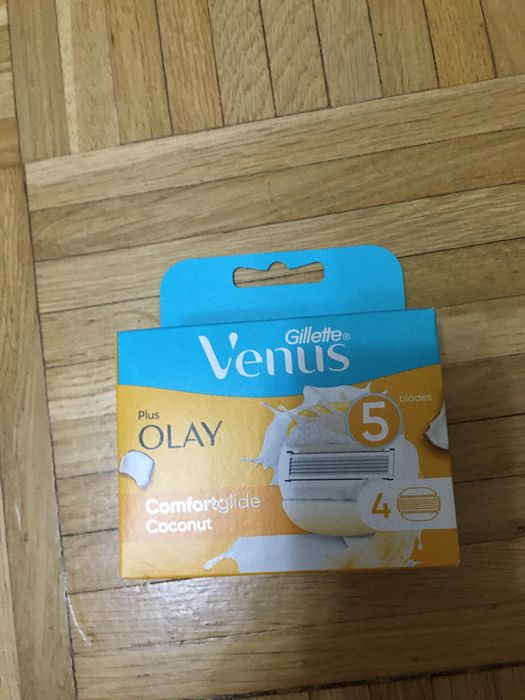 Gillette®
Venus
Plus
OLAY
5
blades
Comfortglide
Coconut
4